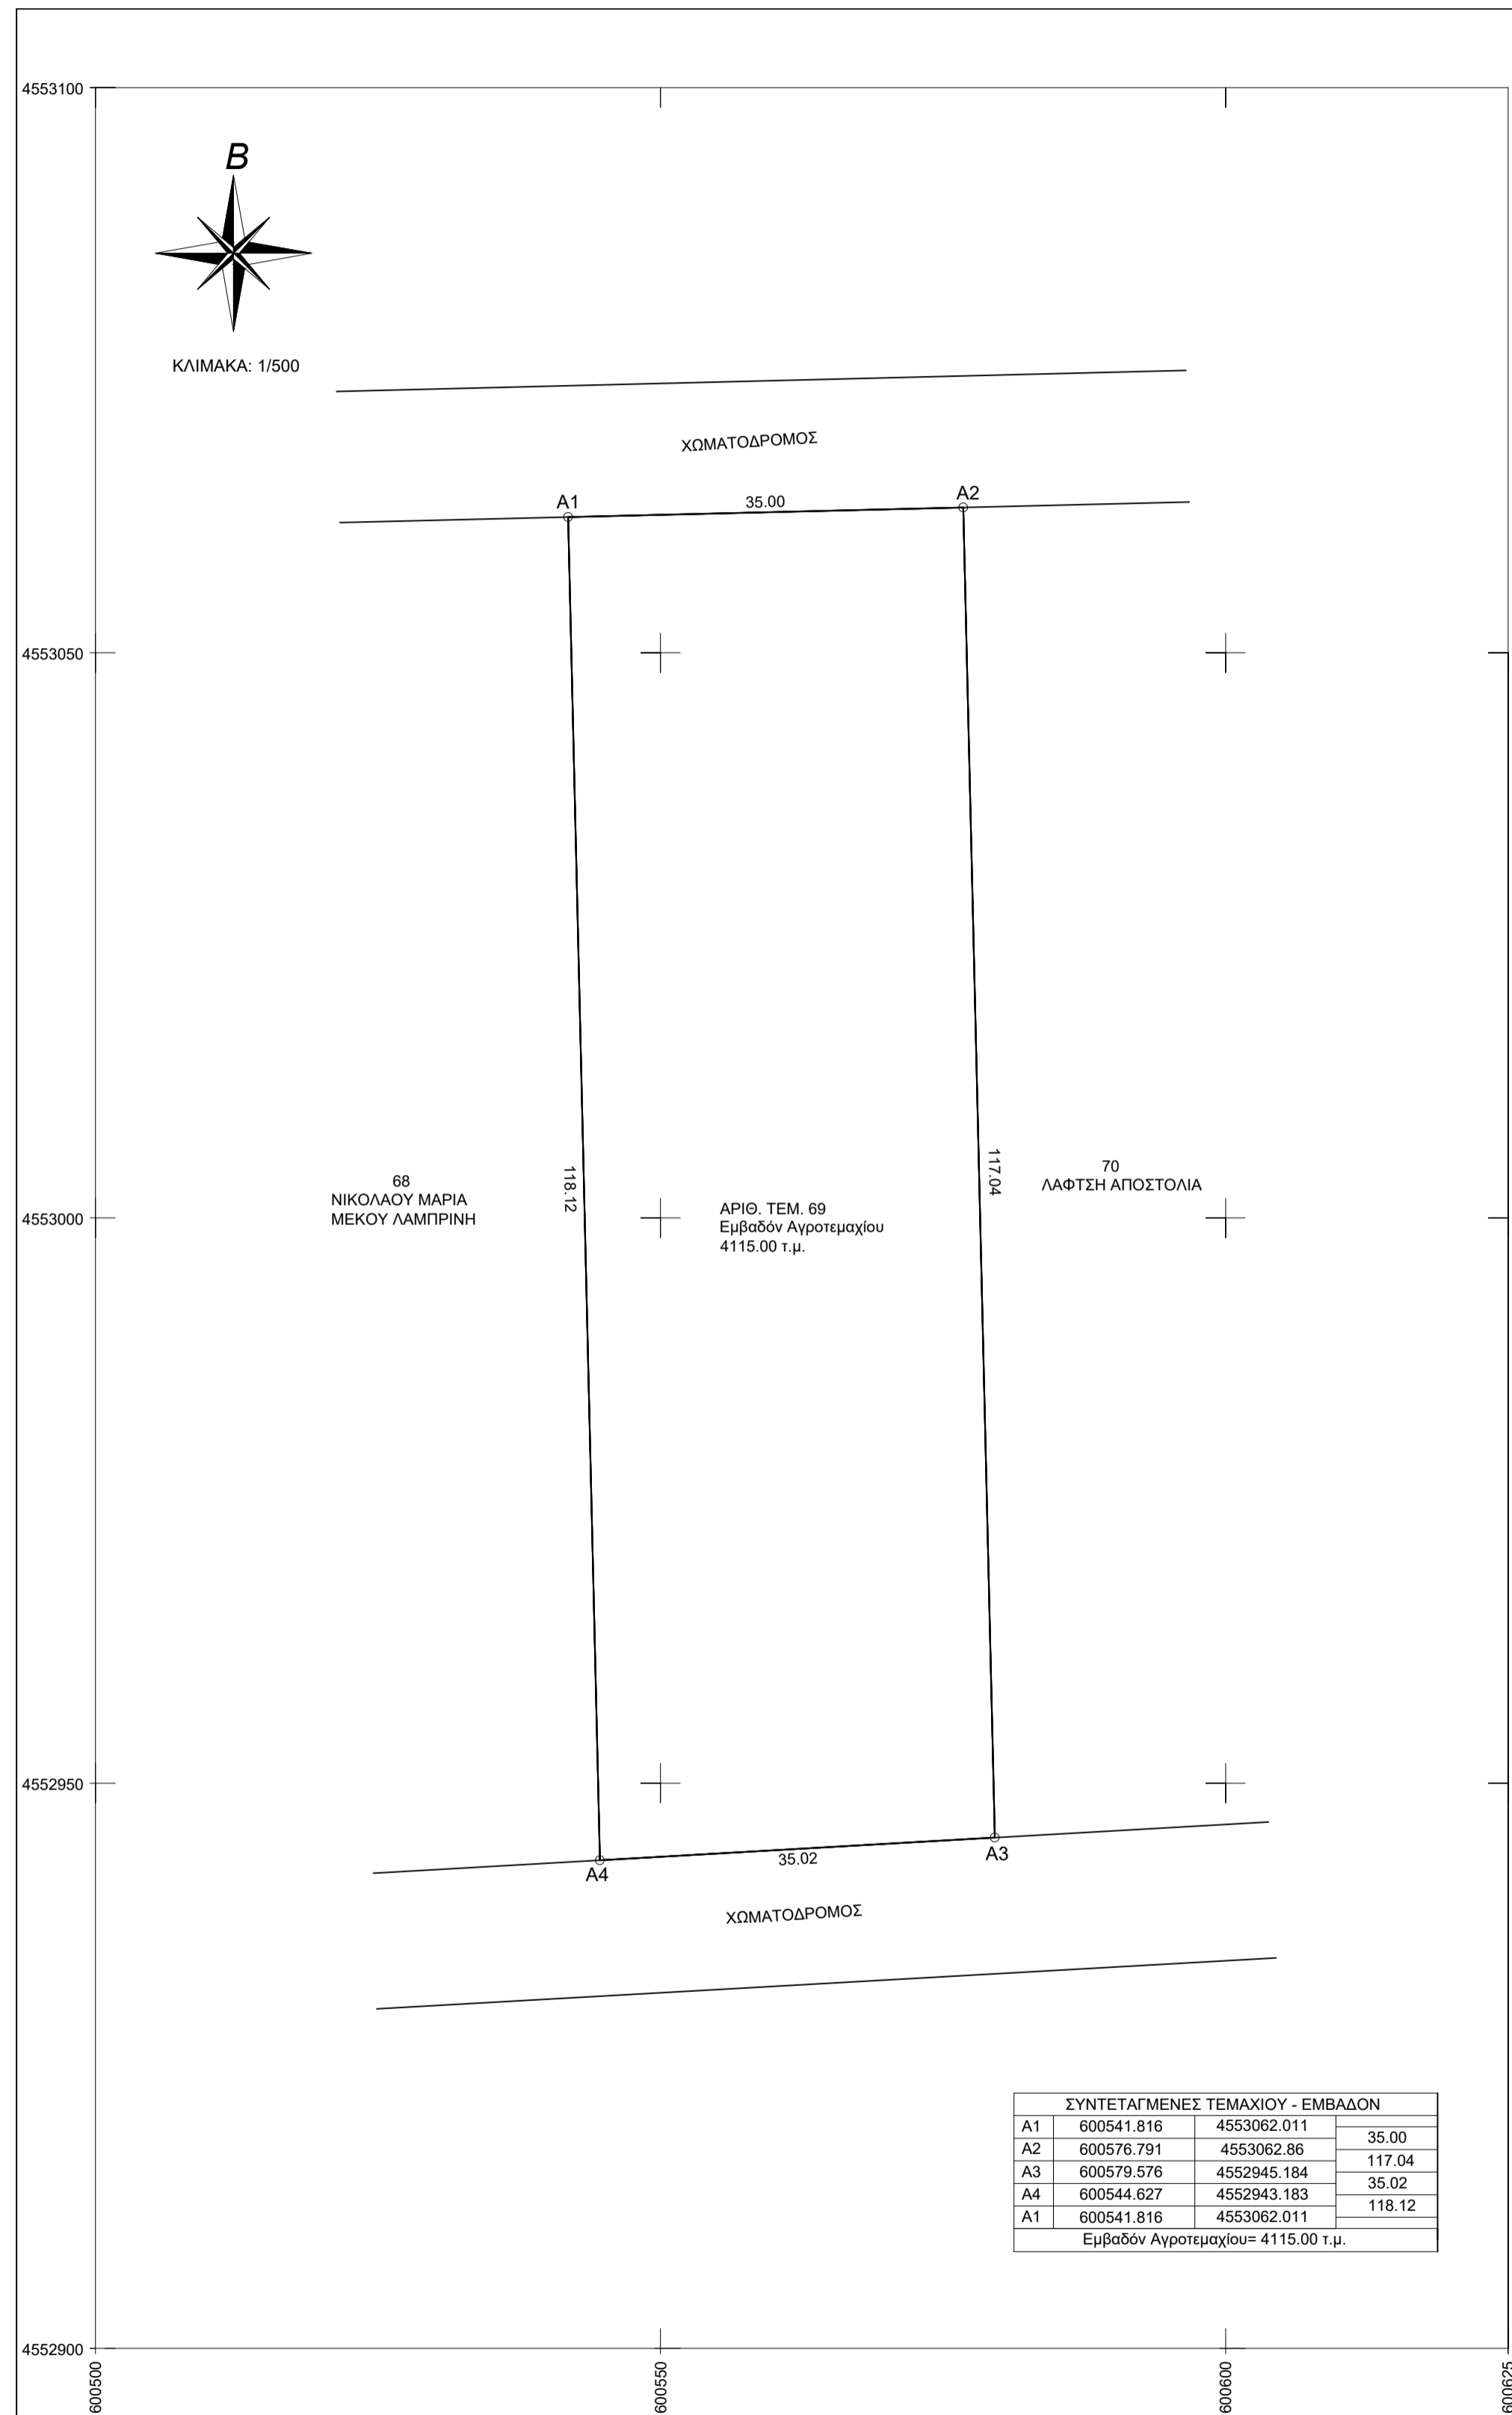 4553100
B
ΚΛΙΜΑΚΑ: 1/500
ΧΩΜΑΤΟΔΡΟΜΟΣ
A1
35.00
A2
4553050
118.12
117.04
68
ΝΙΚΟΛΑΟΥ ΜΑΡΙΑ
ΜΕΚΟΥ ΛΑΜΠΡΙΝΗ
ΑΡΙΘ. ΤΕΜ. 69
Εμβαδόν Αγροτεμαχίου
4115.00 τ.μ.
70
ΛΑΦΤΣΗ ΑΠΟΣΤΟΛΙΑ
4553000
4552950
A4
35.02
A3
ΧΩΜΑΤΟΔΡΟΜΟΣ
ΣΥΝΤΕΤΑΓΜΕΝΕΣ ΤΕΜΑΧΙΟΥ - ΕΜΒΑΔΟΝ
A1 600541.816 4553062.011
35.00
A2 600576.791 4553062.86
117.04
A3 600579.576 4552945.184
35.02
A4 600544.627 4552943.183
118.12
A1 600541.816 4553062.011
Εμβαδόν Αγροτεμαχίου= 4115.00 τ.μ.
4552900
600500
600550
600600
600625